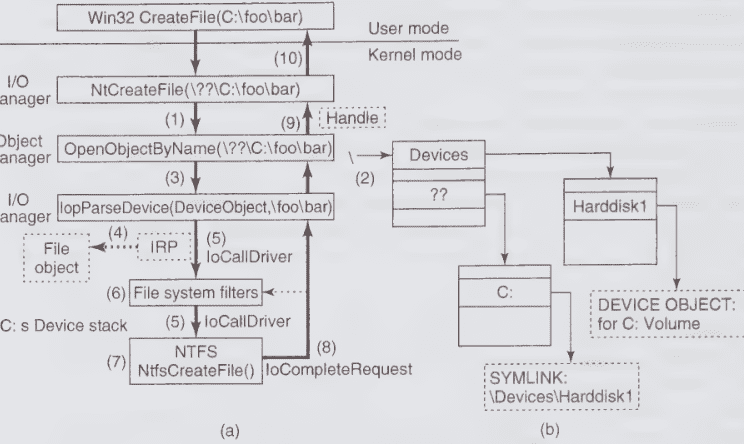 Win32 CreateFile(C:\foo\bar)
User mode
Kernel mode
(10)
I/O
anager
NtCreateFile(\??\C:\foo\bar)
(1)
(9)
Handle
Object
anager
OpenObjectByName(\??\C:\foo\bar)
(3)
I/O
anager
IopParseDevice(DeviceObject,\foo\bar)
(4)
File
object
IRP
(5)
IoCallDriver
(6)
File system filters
C: s Device stack
(5)
IoCallDriver
(7)
NTFS
NtfsCreateFile()
(8)
IoCompleteRequest
(a)
\
(2)
Devices
??
Harddisk1
C:
DEVICE OBJECT:
for C: Volume
SYMLINK:
\Devices\Harddisk1
(b)